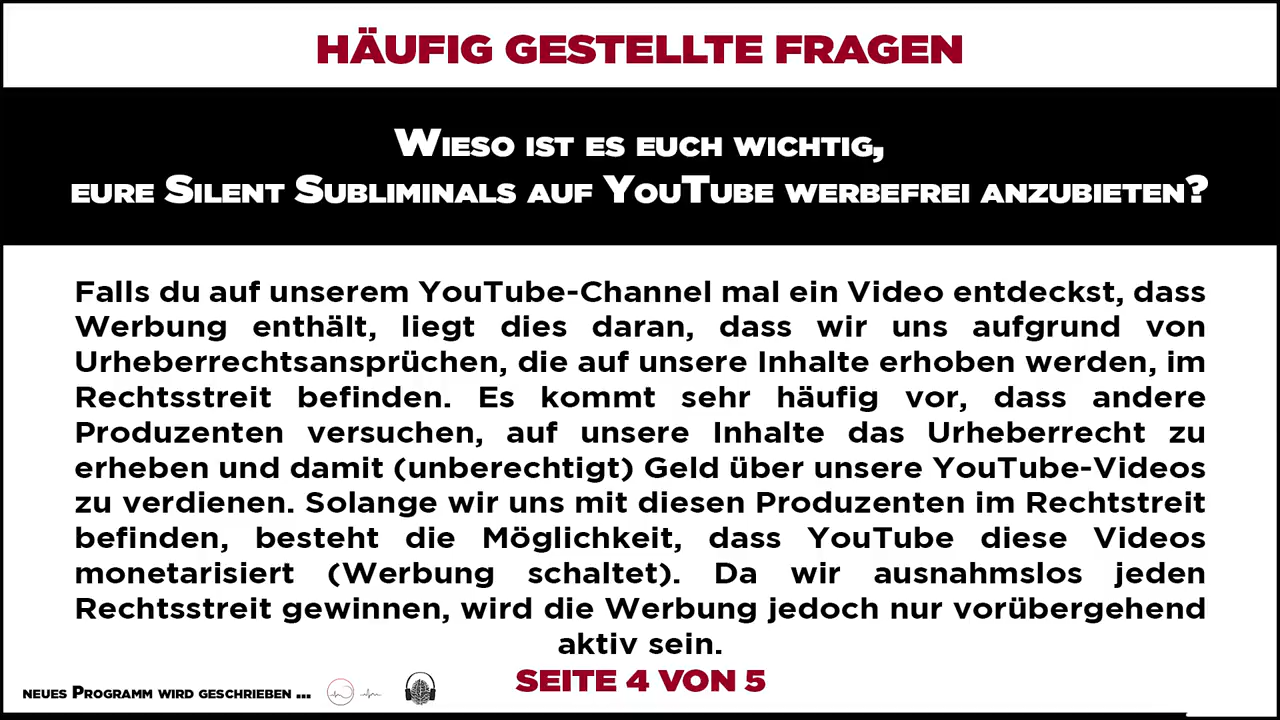 HÄUFIG GESTELLTE FRAGEN
WIESO IST ES EUCH WICHTIG,
EURE SILENT SUBLIMINALS AUF YOUTUBE WERBEFREI ANZUBIETEN?
Falls du auf unserem YouTube-Channel mal ein Video entdeckst, dass
Werbung enthält, liegt dies daran, dass wir uns aufgrund von
Urheberrechtsansprüchen, die auf unsere Inhalte erhoben werden, im
Rechtsstreit befinden. Es kommt sehr häufig vor, dass andere
Produzenten versuchen, auf unsere Inhalte das Urheberrecht zu
erheben und damit (unberechtigt) Geld über unsere YouTube-Videos
zu verdienen. Solange wir uns mit diesen Produzenten im Rechtstreit
befinden, besteht die Möglichkeit, dass YouTube diese Videos
monetarisiert (Werbung schaltet). Da wir ausnahmslos jeden
Rechtsstreit gewinnen, wird die Werbung jedoch nur vorübergehend
aktiv sein.
SEITE 4 VON 5
NEUES PROGRAMM WIRD GESCHRIEBEN ...